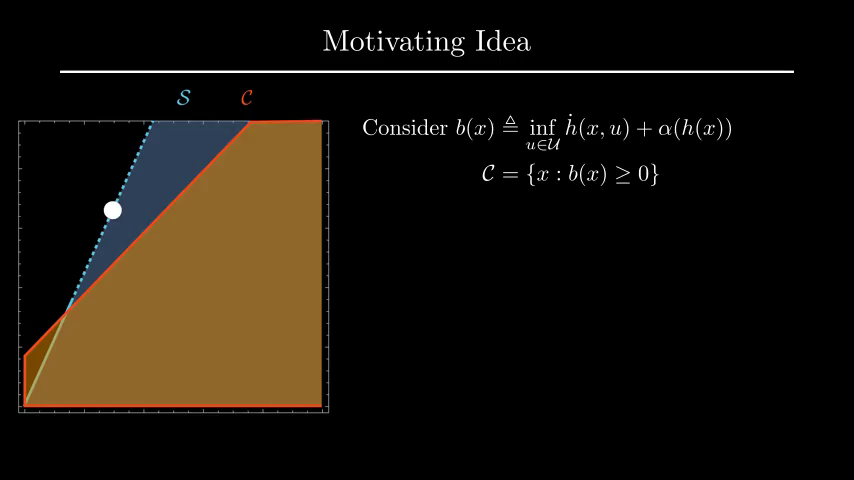 Motivating Idea
𝒮 𝒞
Consider b(x) ≜ inf_{u∈𝒰} ḣ(x, u) + α(h(x))
𝒞 = {x : b(x) ≥ 0}